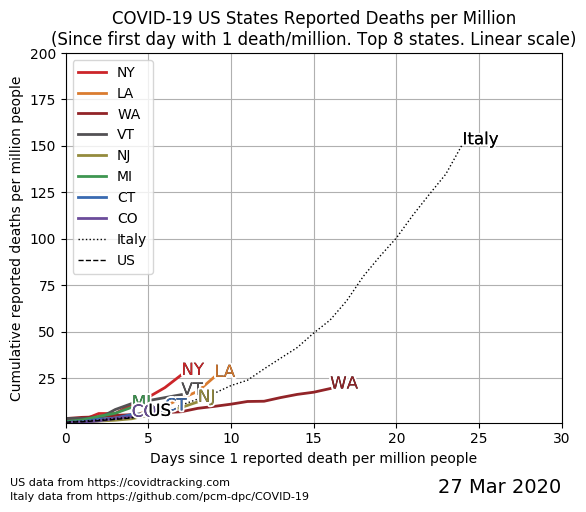 COVID-19 US States Reported Deaths per Million
(Since first day with 1 death/million. Top 8 states. Linear scale)
Cumulative reported deaths per million people
200
175
150
125
100
75
50
25
NY
LA
WA
VT
NJ
MI
CT
CO
Italy
US
Italy
NY
LA
VT
WA
NJ
MI
CT
CO
US
0
5
10
15
20
25
30
Days since 1 reported death per million people
US data from https://covidtracking.com
Italy data from https://github.com/pcm-dpc/COVID-19
27 Mar 2020